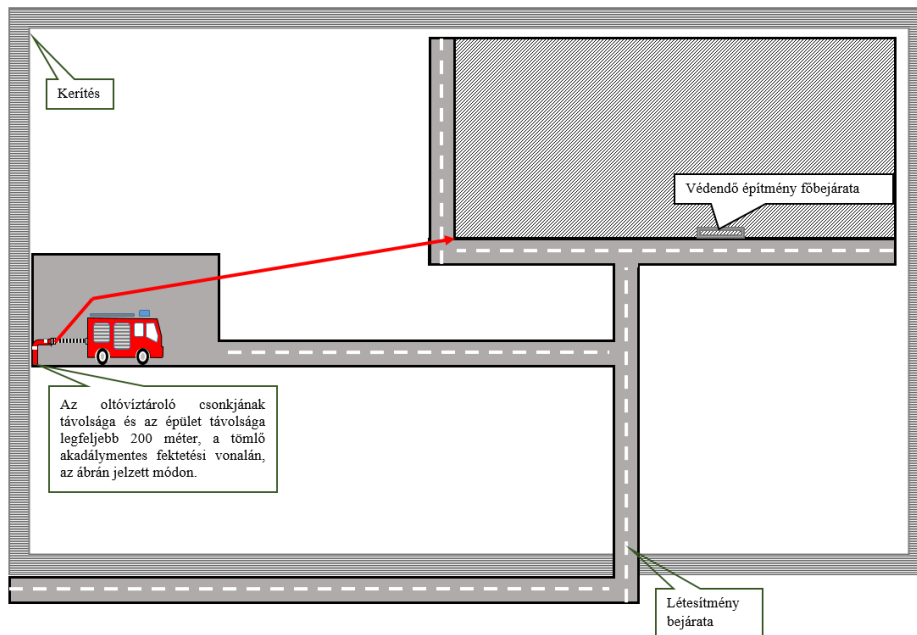 Kerítés
Védendő építmény főbejárata
Az oltóvíztároló csonkjának
távolsága és az épület távolsága
legfeljebb 200 méter, a tömlő
akadálymentes fektetési vonalán,
az ábrán jelzett módon.
Létesítmény
bejárata